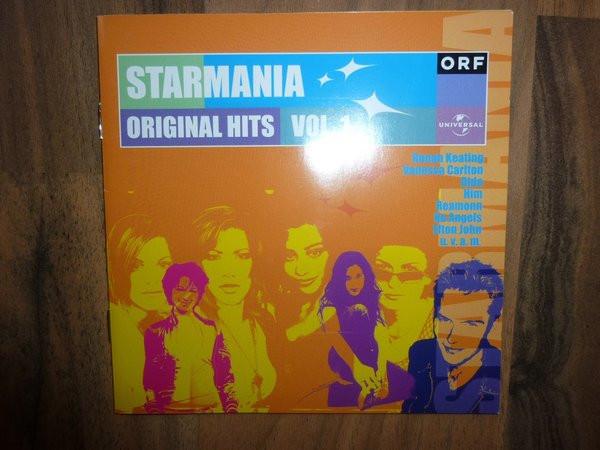 STARMANIA
ORIGINAL HITS VOL. 1
ORF
UNIVERSAL
Ronan Keating
Vanessa Carlton
Dido
Him
Reamonn
No Angels
Elton John
u. v. a. m.
STARMANIA